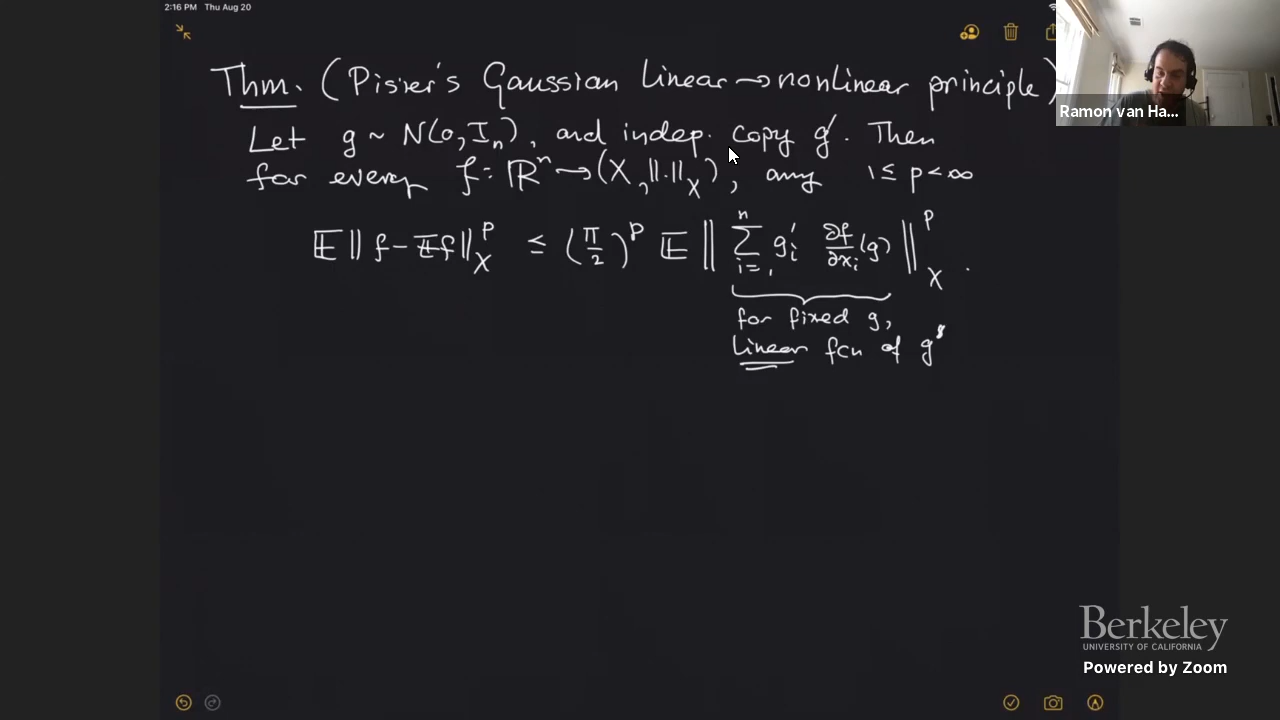 2:16 PM Thu Aug 20
Thm. (Pisier's Gaussian linear → nonlinear principle)
Let g ~ N(0, Iₙ), and indep. copy g'. Then
for every f: ℝⁿ → (X, ‖·‖_X), any 1 ≤ p < ∞
𝔼 ‖ f - 𝔼f ‖_X^p ≤ (π/2)^p 𝔼 ‖ ∑_{i=1}^n g_i' ∂f/∂x_i (g) ‖_X^p .
for fixed g,
linear fcn of g'
Ramon van Ha...
Berkeley
UNIVERSITY OF CALIFORNIA
Powered by Zoom